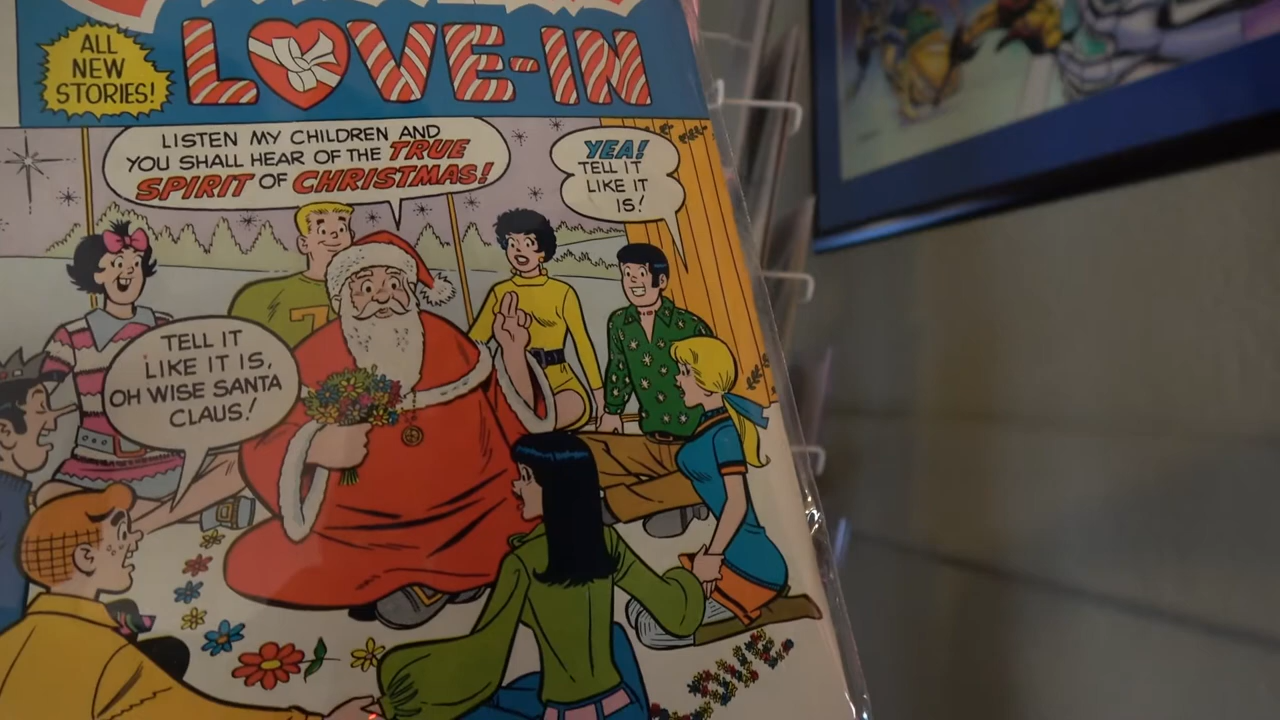 LOVE-IN
ALL
NEW
STORIES!
LISTEN MY CHILDREN AND
YOU SHALL HEAR OF THE TRUE
SPIRIT OF CHRISTMAS!
YEA!
TELL IT
LIKE IT
IS!
TELL IT
LIKE IT IS,
OH WISE SANTA
CLAUS!
7